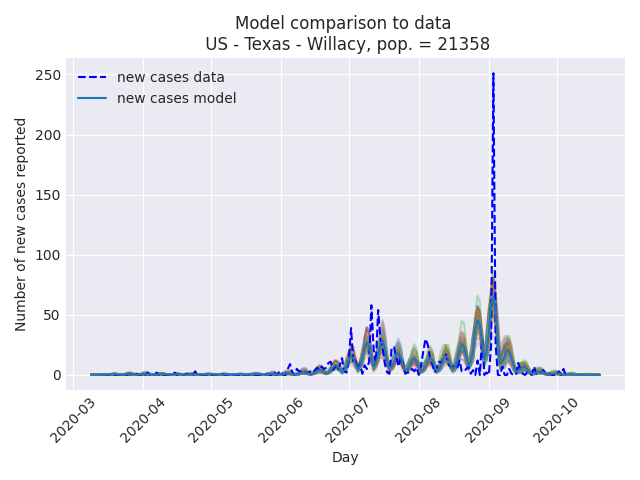 Model comparison to data
US - Texas - Willacy, pop. = 21358
new cases data
new cases model
Number of new cases reported
250
200
150
100
50
0
2020-03
2020-04
2020-05
2020-06
2020-07
2020-08
2020-09
2020-10
Day